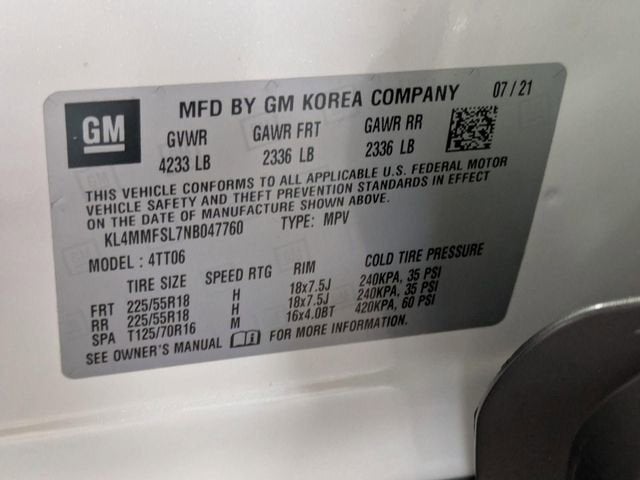 GM
MFD BY GM KOREA COMPANY 07 / 21
GVWR GAWR FRT GAWR RR
4233 LB 2336 LB 2336 LB
THIS VEHICLE CONFORMS TO ALL APPLICABLE U.S. FEDERAL MOTOR
VEHICLE SAFETY AND THEFT PREVENTION STANDARDS IN EFFECT
ON THE DATE OF MANUFACTURE SHOWN ABOVE.
KL4MMFSL7NB047760 TYPE: MPV
MODEL : 4TT06
TIRE SIZE SPEED RTG RIM COLD TIRE PRESSURE
FRT 225/55R18 H 18x7.5J 240KPA, 35 PSI
RR 225/55R18 H 18x7.5J 240KPA, 35 PSI
SPA T125/70R16 M 16x4.0BT 420KPA, 60 PSI
SEE OWNER'S MANUAL FOR MORE INFORMATION.